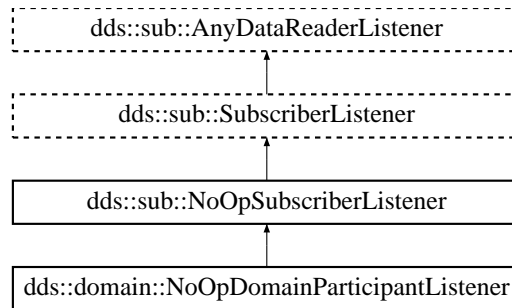 dds::sub::AnyDataReaderListener
dds::sub::SubscriberListener
dds::sub::NoOpSubscriberListener
dds::domain::NoOpDomainParticipantListener